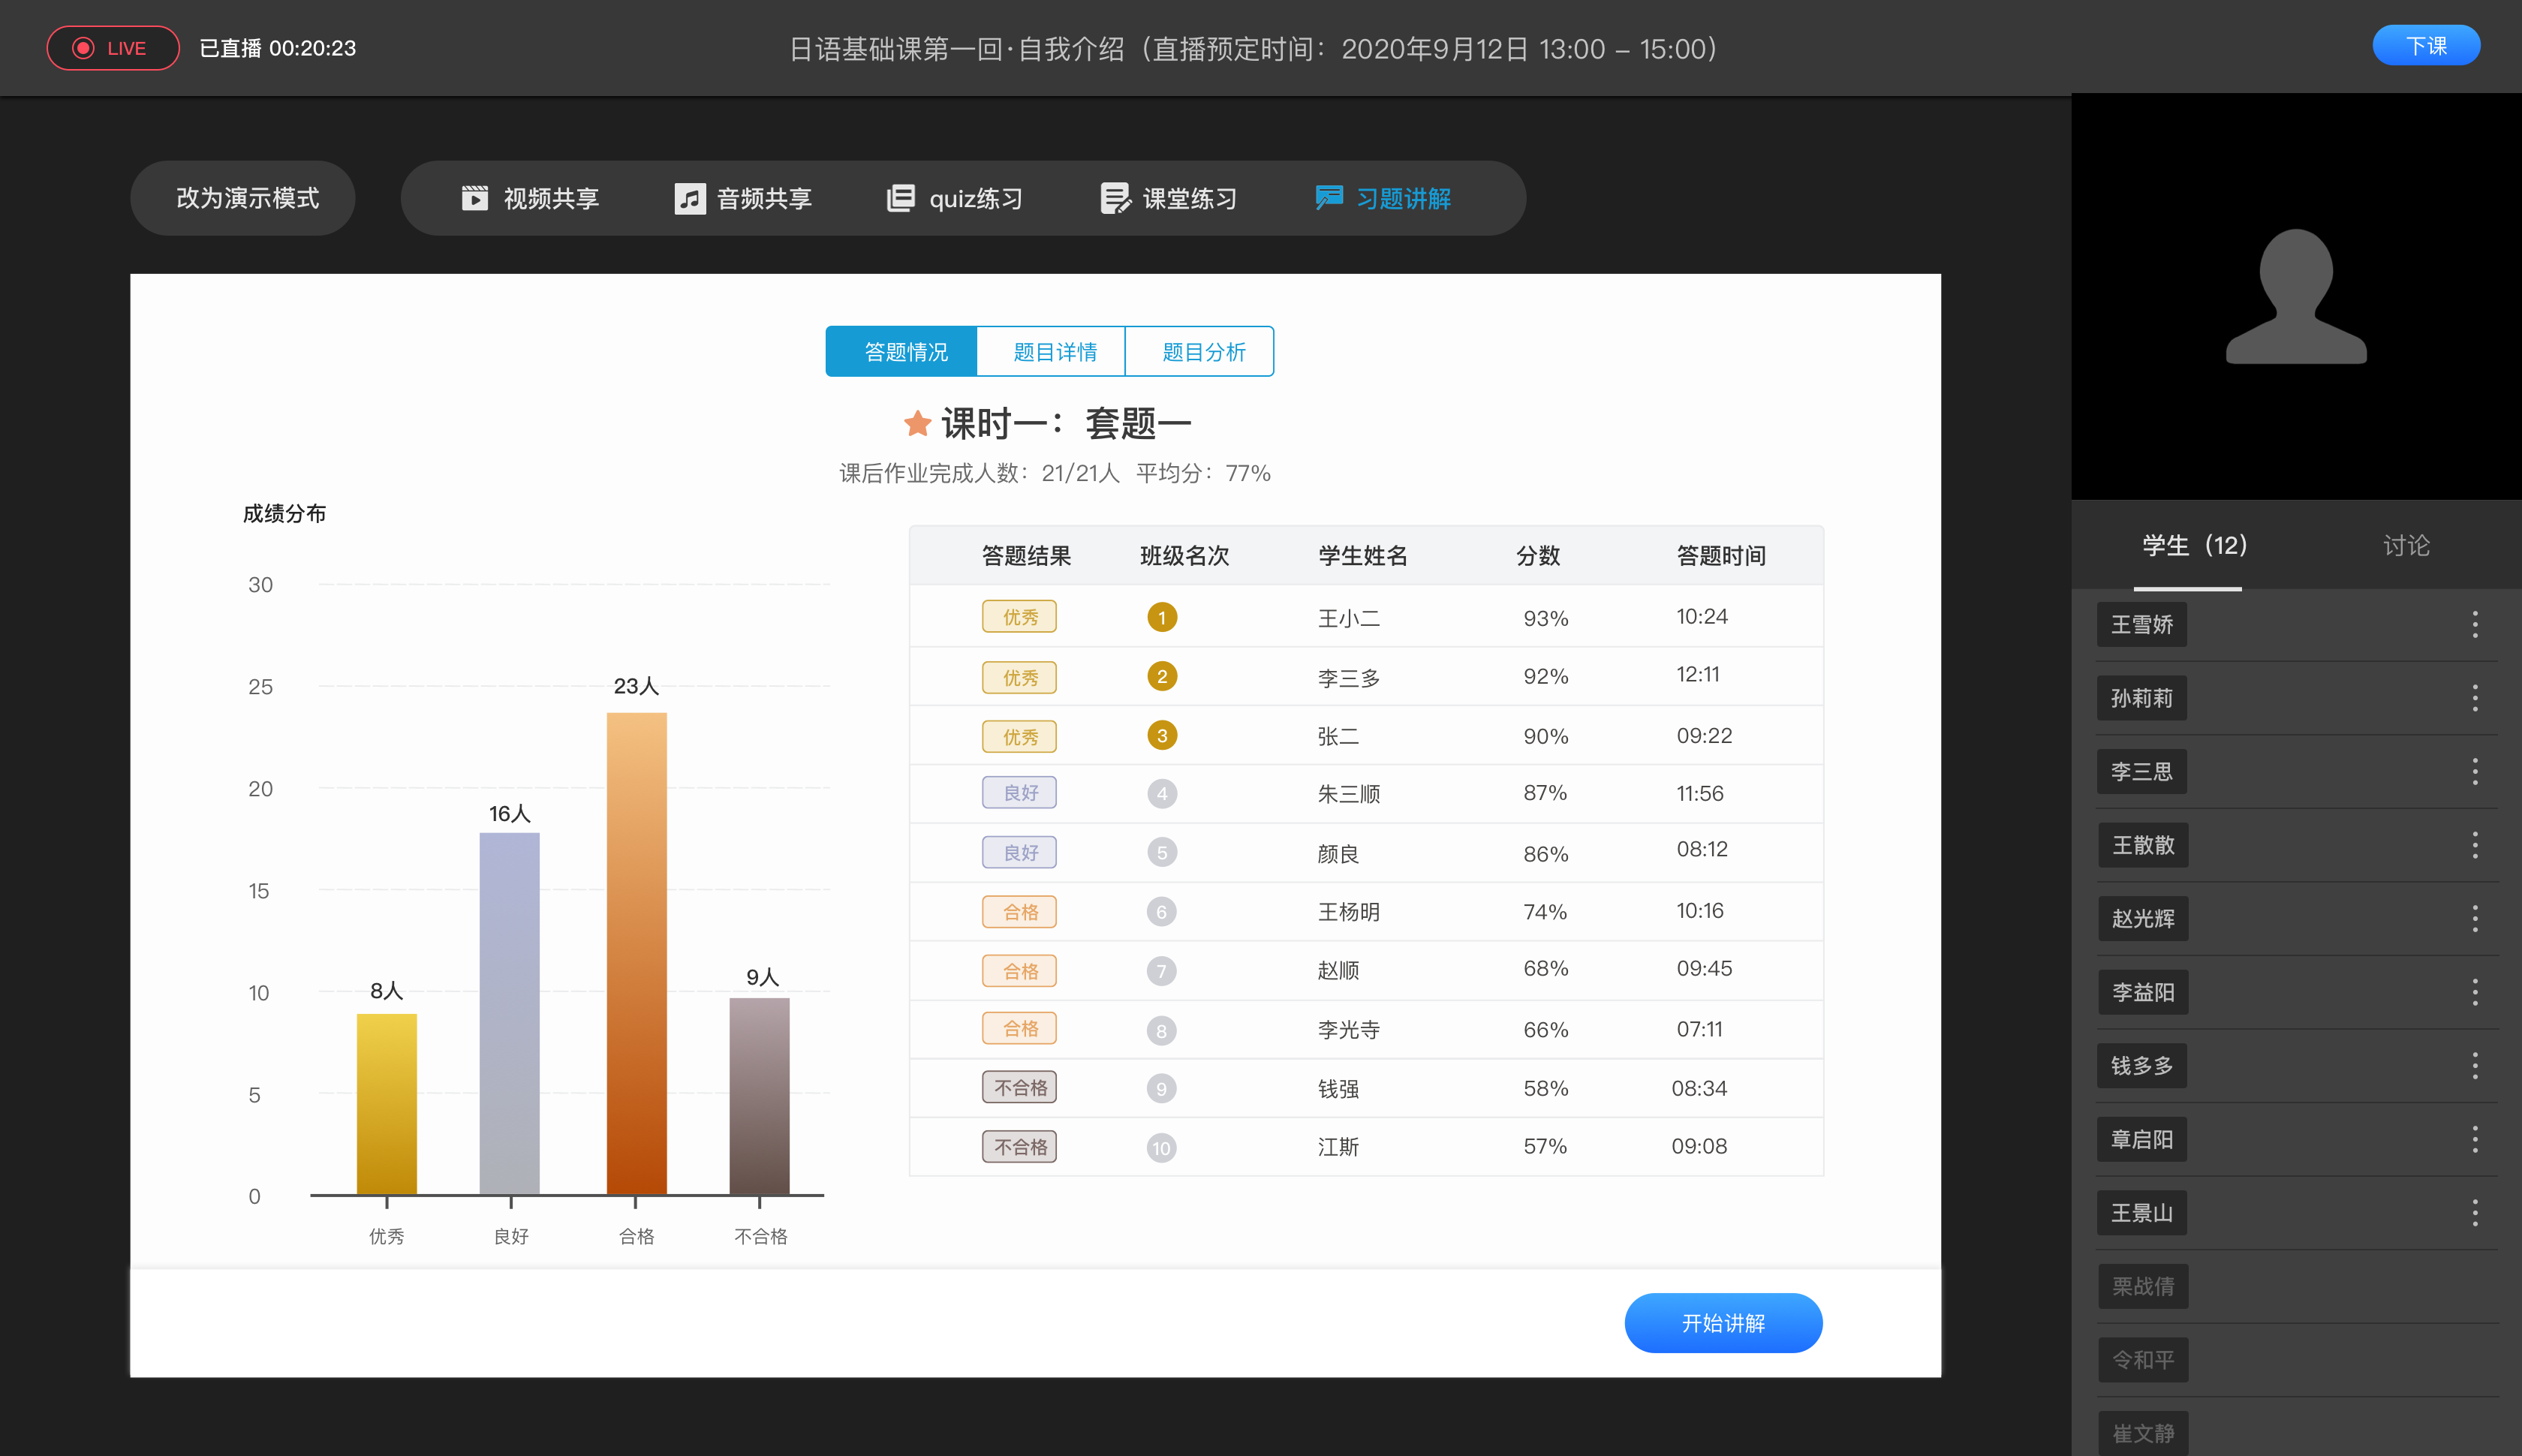 LIVE 已直播 00:20:23 日语基础课第一回·自我介绍（直播预定时间：2020年9月12日 13:00 – 15:00） 下课
改为演示模式 视频共享 音频共享 quiz练习 课堂练习 习题讲解
答题情况 题目详情 题目分析
课时一：套题一
课后作业完成人数：21/21人 平均分：77%
成绩分布
30
25
20
15
10
5
0
8人
16人
23人
9人
优秀 良好 合格 不合格
答题结果 班级名次 学生姓名 分数 答题时间
优秀 1 王小二 93% 10:24
优秀 2 李三多 92% 12:11
优秀 3 张二 90% 09:22
良好 4 朱三顺 87% 11:56
良好 5 颜良 86% 08:12
合格 6 王杨明 74% 10:16
合格 7 赵顺 68% 09:45
合格 8 李光寺 66% 07:11
不合格 9 钱强 58% 08:34
不合格 10 江斯 57% 09:08
开始讲解
学生（12） 讨论
王雪娇
孙莉莉
李三思
王散散
赵光辉
李益阳
钱多多
章启阳
王景山
栗战倩
令和平
崔文静